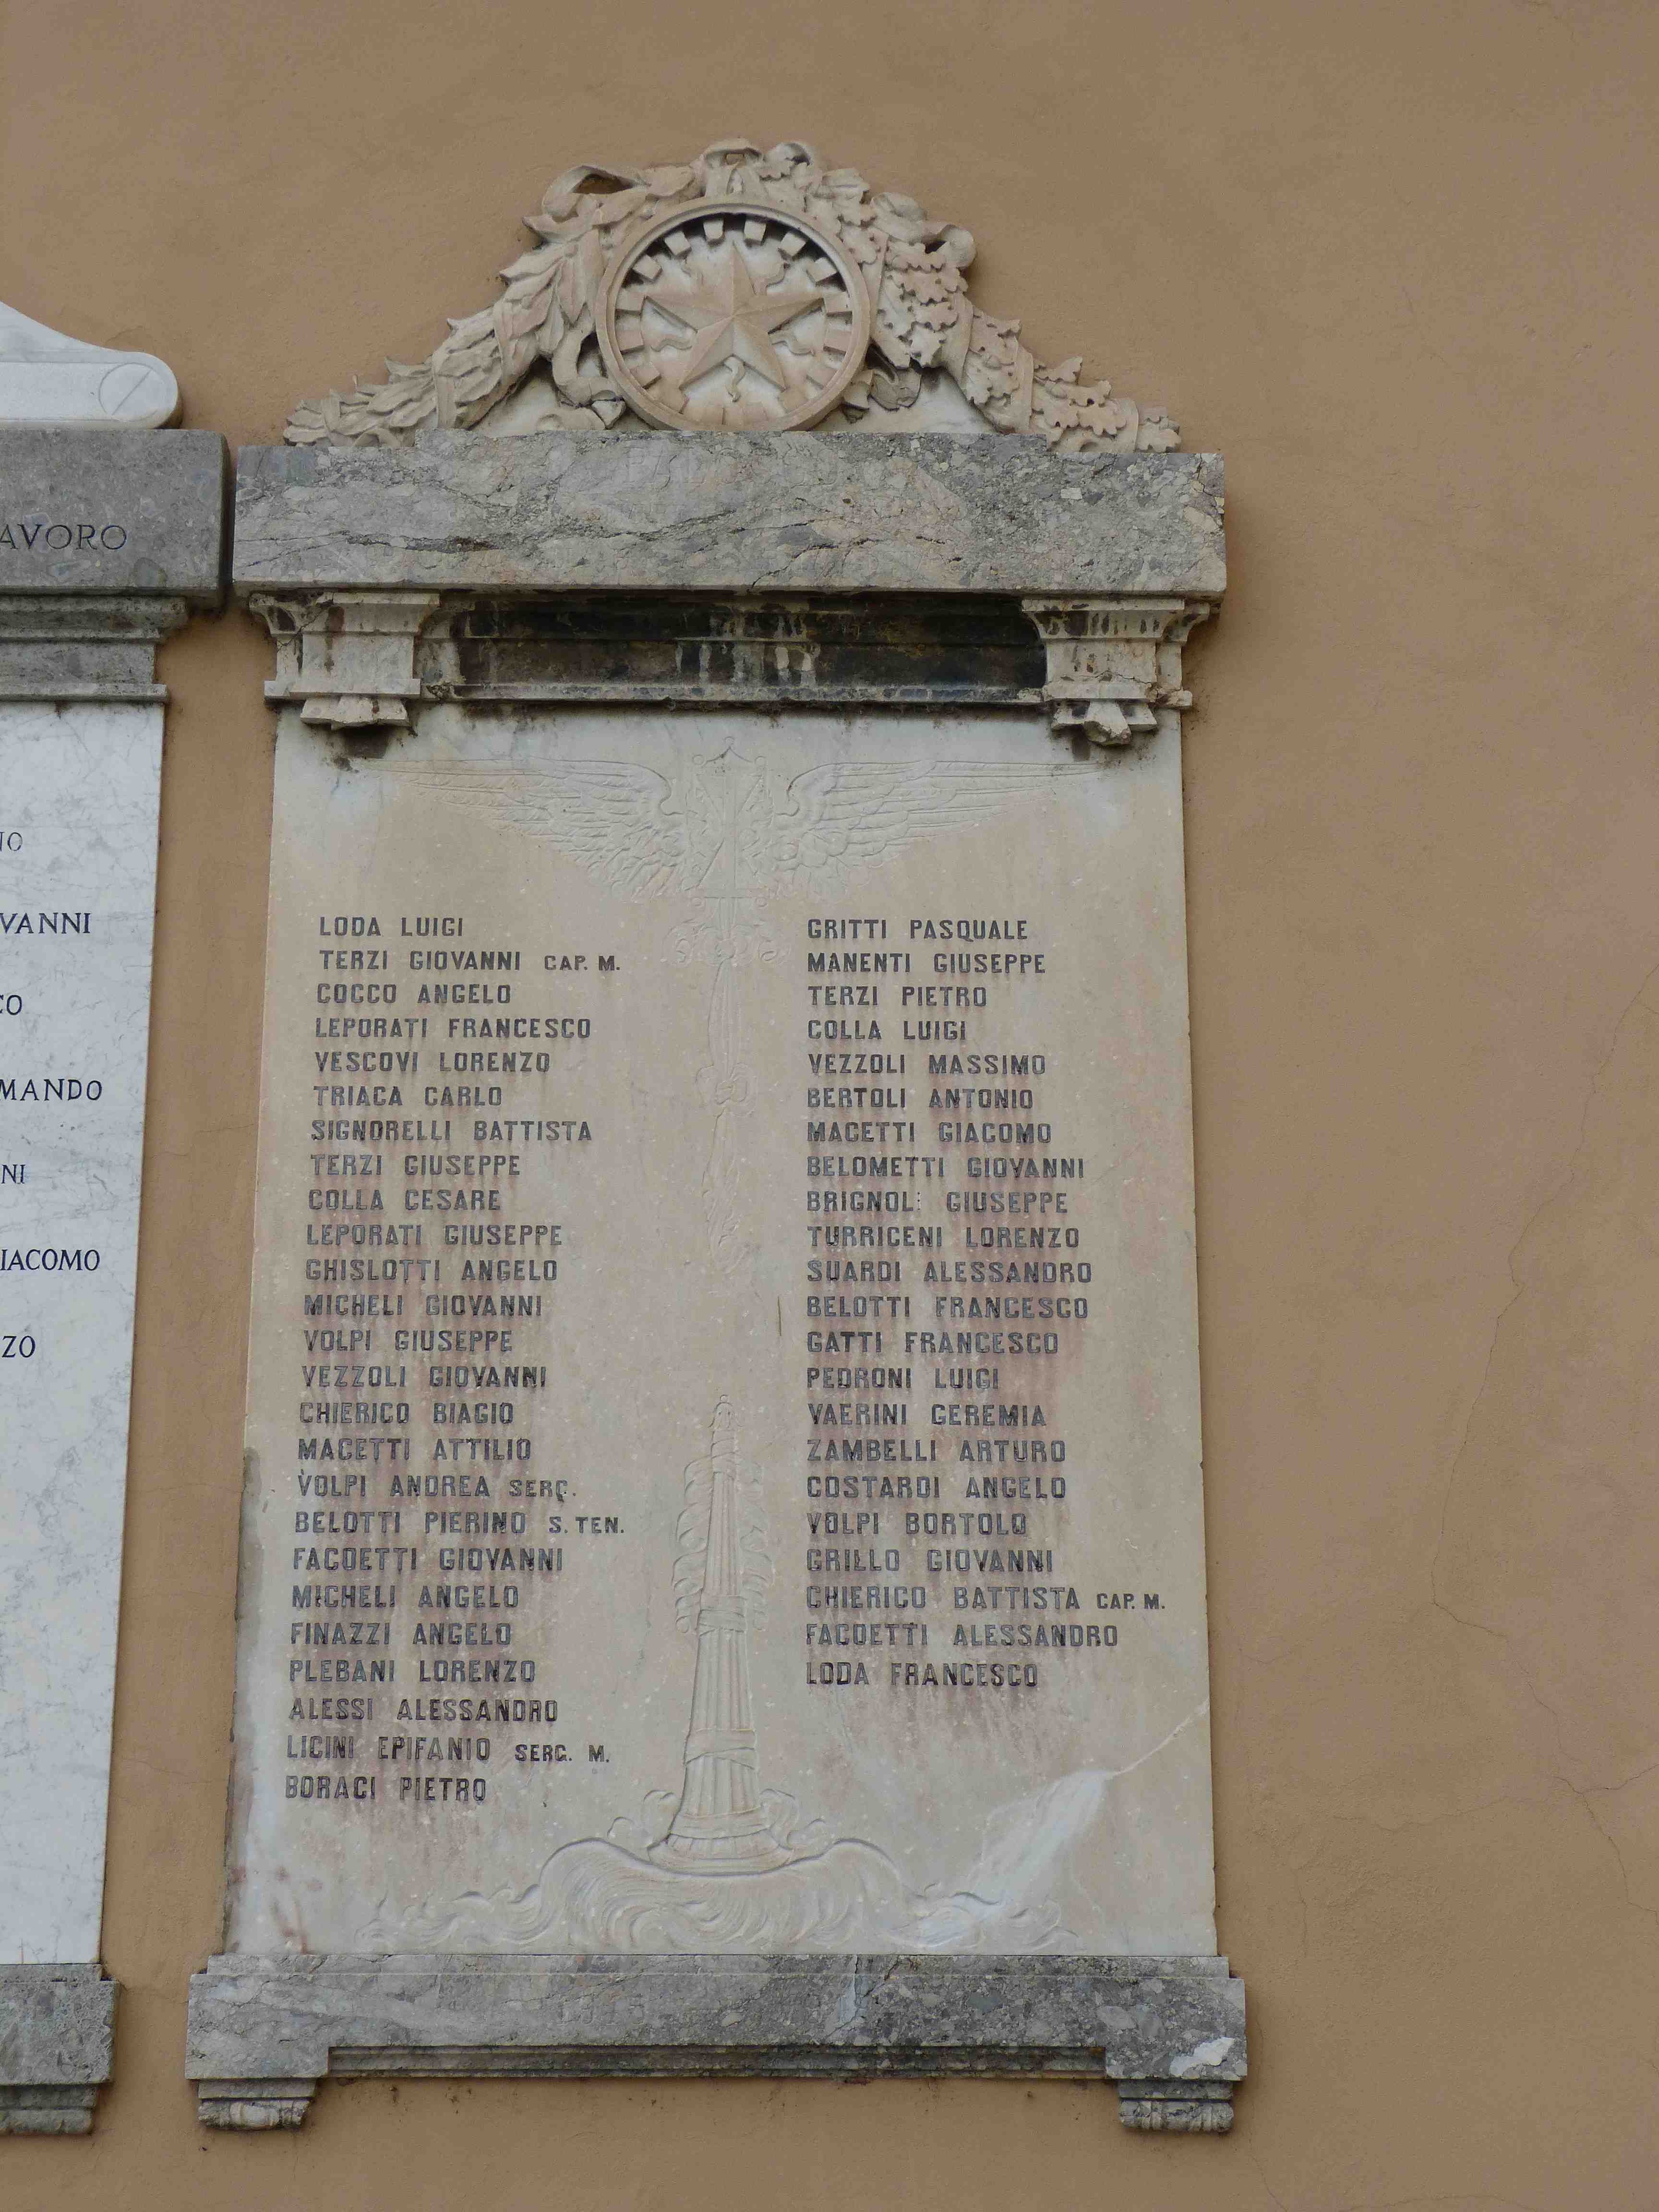 AVORO
NO
VANNI
CO
MANDO
NI
IACOMO
ZO
LODA LUIGI
TERZI GIOVANNI CAP. M.
COCCO ANGELO
LEPORATI FRANCESCO
VESCOVI LORENZO
TRIACA CARLO
SIGNORELLI BATTISTA
TERZI GIUSEPPE
COLLA CESARE
LEPORATI GIUSEPPE
GHISLOTTI ANGELO
MICHELI GIOVANNI
VOLPI GIUSEPPE
VEZZOLI GIOVANNI
CHIERICO BIAGIO
MACETTI ATTILIO
VOLPI ANDREA SERG.
BELOTTI PIERINO S. TEN.
FACOETTI GIOVANNI
MICHELI ANGELO
FINAZZI ANGELO
PLEBANI LORENZO
ALESSI ALESSANDRO
LICINI EPIFANIO SERG. M.
BORACI PIETRO
GRITTI PASQUALE
MANENTI GIUSEPPE
TERZI PIETRO
COLLA LUIGI
VEZZOLI MASSIMO
BERTOLI ANTONIO
MACETTI GIACOMO
BELOMETTI GIOVANNI
BRIGNOLI GIUSEPPE
TURRICENI LORENZO
SUARDI ALESSANDRO
BELOTTI FRANCESCO
GATTI FRANCESCO
PEDRONI LUIGI
VAERINI GEREMIA
ZAMBELLI ARTURO
COSTARDI ANGELO
VOLPI BORTOLO
GRILLO GIOVANNI
CHIERICO BATTISTA CAP. M.
FACOETTI ALESSANDRO
LODA FRANCESCO